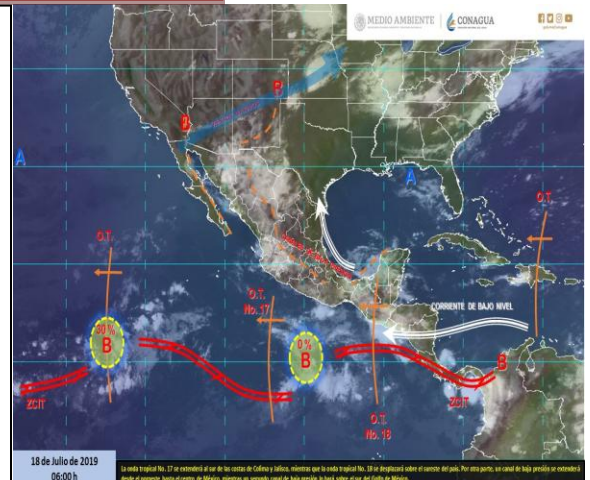 MEDIO AMBIENTE
CONAGUA
B
B
A
A
O.T.
O.T.
O.T.
No. 17
CORRIENTE DE BAJO NIVEL
30 %
B
0 %
B
B
ZCIT
ZCIT
O.T.
No. 18
18 de Julio de 2019
06:00 h
La onda tropical No. 17 se extenderá al sur de las costas de Colima y Jalisco, mientras que la onda tropical No. 18 se desplazará sobre el sureste del país. Por otra parte, un canal de baja presión se extenderá
desde el noroeste hasta el centro de México, mientras un segundo canal de baja presión lo hará sobre el sur del Golfo de México.